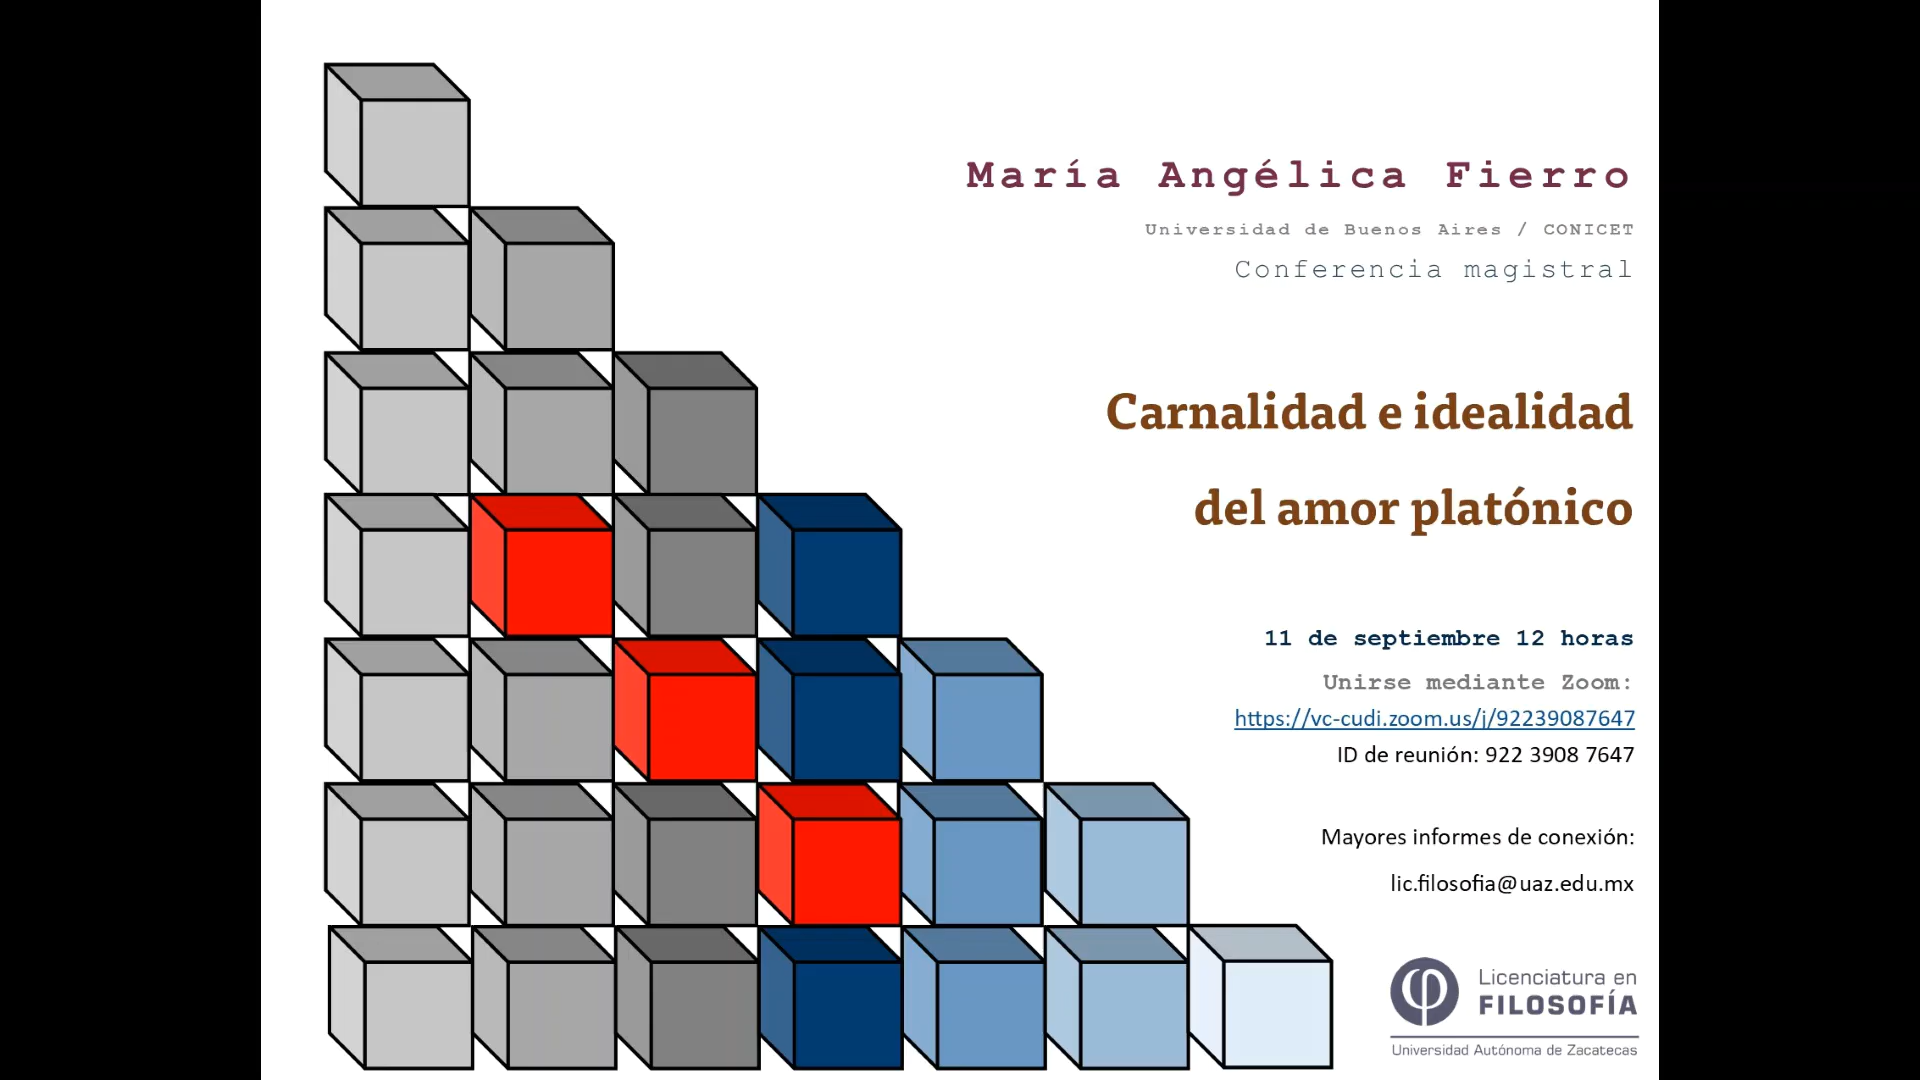 María Angélica Fierro
Universidad de Buenos Aires / CONICET
Conferencia magistral
Carnalidad e idealidad
del amor platónico
11 de septiembre 12 horas
Unirse mediante Zoom:
https://vc-cudi.zoom.us/j/92239087647
ID de reunión: 922 3908 7647
Mayores informes de conexión:
lic.filosofia@uaz.edu.mx
Licenciatura en
FILOSOFÍA
Universidad Autónoma de Zacatecas